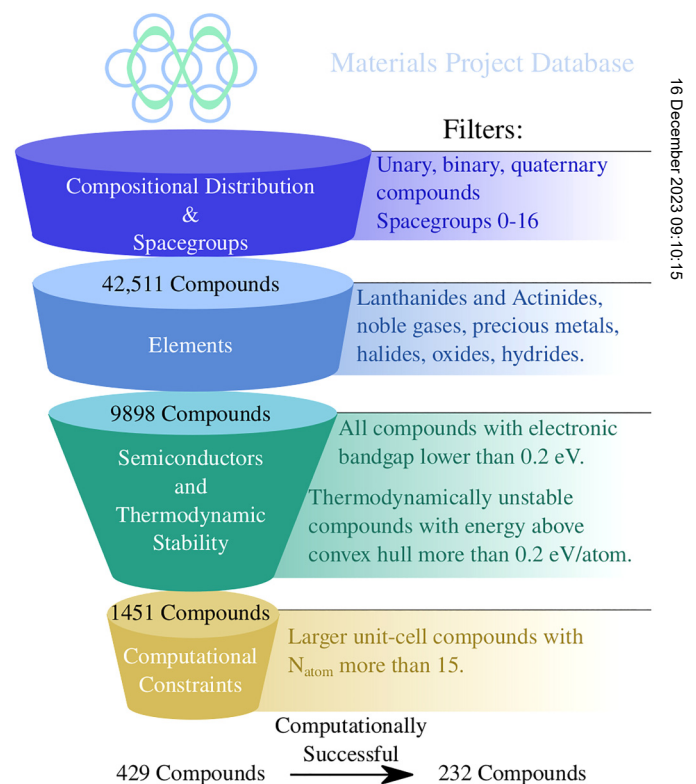 Materials Project Database
16 December 2023 09:10:15
Filters:
Compositional Distribution
&
Spacegroups
Unary, binary, quaternary
compounds
Spacegroups 0-16
42,511 Compounds
Elements
Lanthanides and Actinides,
noble gases, precious metals,
halides, oxides, hydrides.
9898 Compounds
Semiconductors
and
Thermodynamic
Stability
All compounds with electronic
bandgap lower than 0.2 eV.
Thermodynamically unstable
compounds with energy above
convex hull more than 0.2 eV/atom.
1451 Compounds
Computational
Constraints
Larger unit-cell compounds with
Natom more than 15.
Computationally
Successful
429 Compounds
232 Compounds